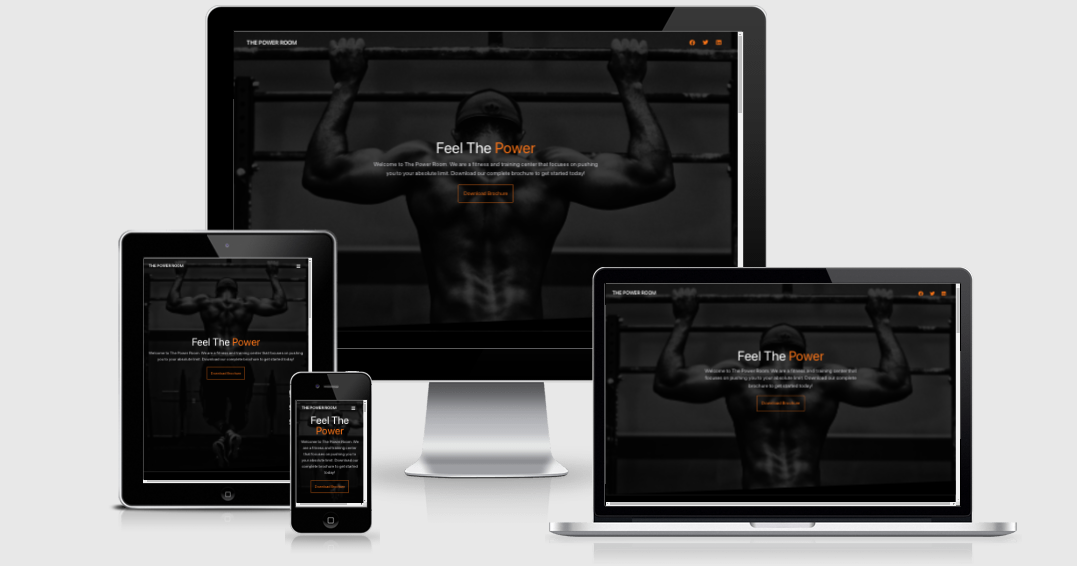 THE POWER ROOM
Feel The Power
Welcome to The Power Room. We are a fitness and training center that focuses on pushing
you to your absolute limit. Download our complete brochure to get started today!
Download Brochure
THE POWER ROOM
Feel The Power
Welcome to The Power Room. We are a fitness and training center that focuses on pushing
you to your absolute limit. Download our complete brochure to get started today!
Download Brochure
THE POWER ROOM
Feel The
Power
Welcome to The Power Room. We
are a fitness and training center
that focuses on pushing you to
your absolute limit. Download our
complete brochure to get started
today!
Download Brochure
THE POWER ROOM
Feel The Power
Welcome to The Power Room. We are a fitness and training center that
focuses on pushing you to your absolute limit. Download our complete
brochure to get started today!
Download Brochure